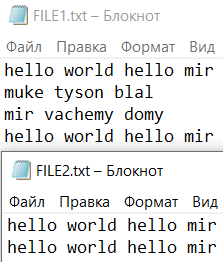 FILE1.txt – Блокнот
Файл Правка Формат Вид
hello world hello mir
muke tyson blal
mir vachemy domy
hello world hello mir
FILE2.txt – Блокнот
Файл Правка Формат Вид
hello world hello mir
hello world hello mir